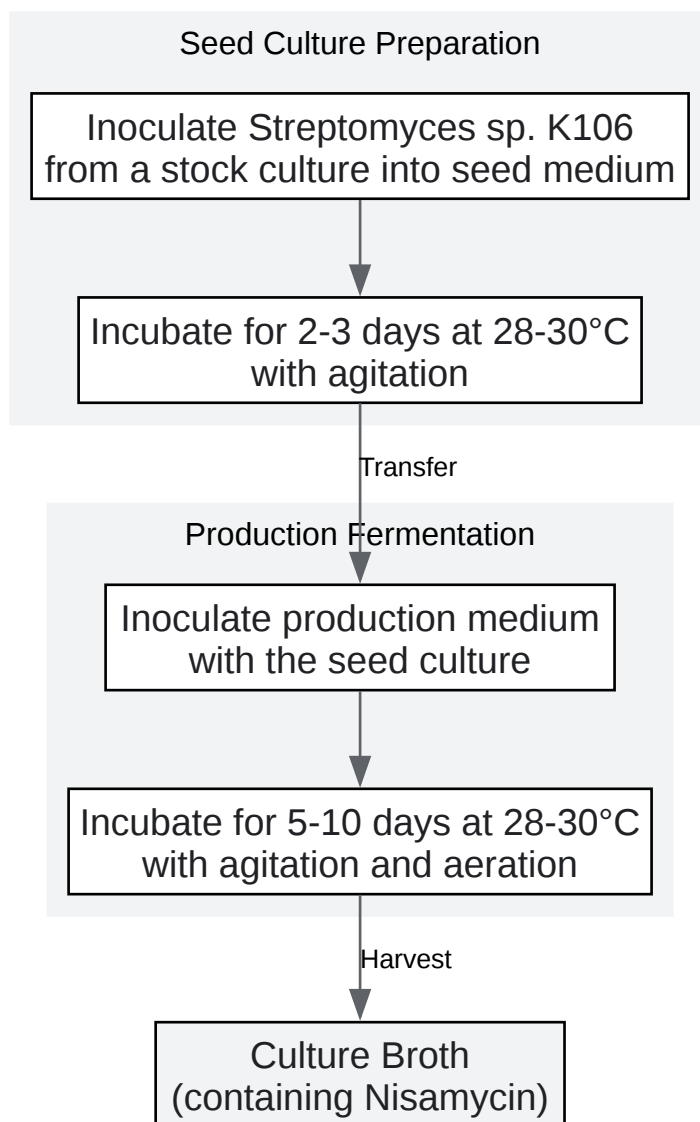 Seed Culture Preparation
Inoculate Streptomyces sp. K106
from a stock culture into seed medium
Incubate for 2-3 days at 28-30°C
with agitation
Transfer
Production Fermentation
Inoculate production medium
with the seed culture
Incubate for 5-10 days at 28-30°C
with agitation and aeration
Harvest
Culture Broth
(containing Nisamycin)